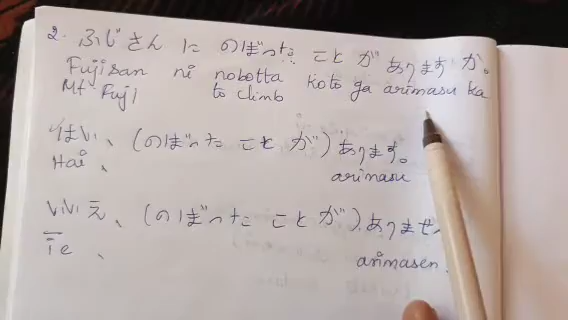 2. ふじさん に のぼった こと が あります か。
Fujisan ni nobotta koto ga arimasu ka
Mt. Fuji to climb
はい、(のぼった こと が) あります。
Hai、 arimasu
いいえ、(のぼった こと が) ありませ
Iie、 arimasen.